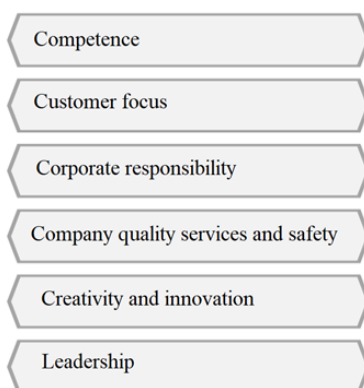 Competence
Customer focus
Corporate responsibility
Company quality services and safety
Creativity and innovation
Leadership